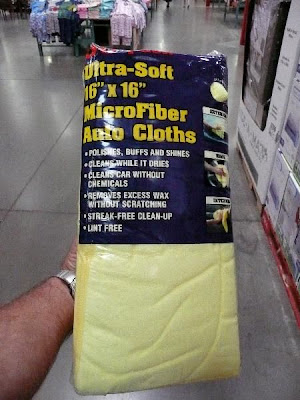 Ultra-Soft
16" x 16"
MicroFiber
Auto Cloths
• POLISHES, BUFFS AND SHINES
• CLEANS WHILE IT DRIES
• CLEANS CAR WITHOUT
CHEMICALS
• REMOVES EXCESS WAX
WITHOUT SCRATCHING
• STREAK-FREE CLEAN-UP
• LINT FREE